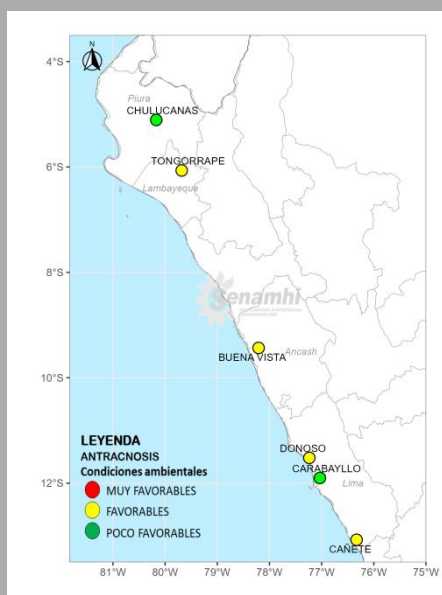 N
4°S
Piura
CHULUCANAS
6°S
TONGORRAPE
Lambayeque
8°S
Senamhi
BUENA VISTA
Ancash
10°S
LEYENDA
ANTRACNOSIS
Condiciones ambientales
MUY FAVORABLES
FAVORABLES
POCO FAVORABLES
DONOSO
CARABAYLLO
12°S
Lima
CAÑETE
81°W 80°W 79°W 78°W 77°W 76°W 75°W